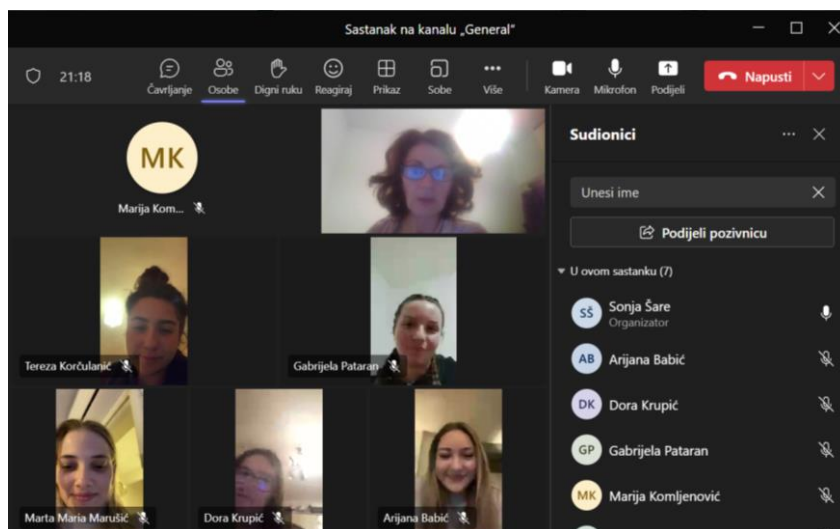 Sastanak na kanalu „General"
21:18
Čavrljanje
Osobe
Digni ruku
Reagiraj
Prikaz
Sobe
Više
Kamera
Mikrofon
Podijeli
Napusti
MK
Marija Kom...
Tereza Korčulanić
Gabrijela Pataran
Marta Maria Marušić
Dora Krupić
Arijana Babić
Sudionici
Unesi ime
Podijeli pozivnicu
U ovom sastanku (7)
SŠ
Sonja Šare
Organizator
AB
Arijana Babić
DK
Dora Krupić
GP
Gabrijela Pataran
MK
Marija Komljenović